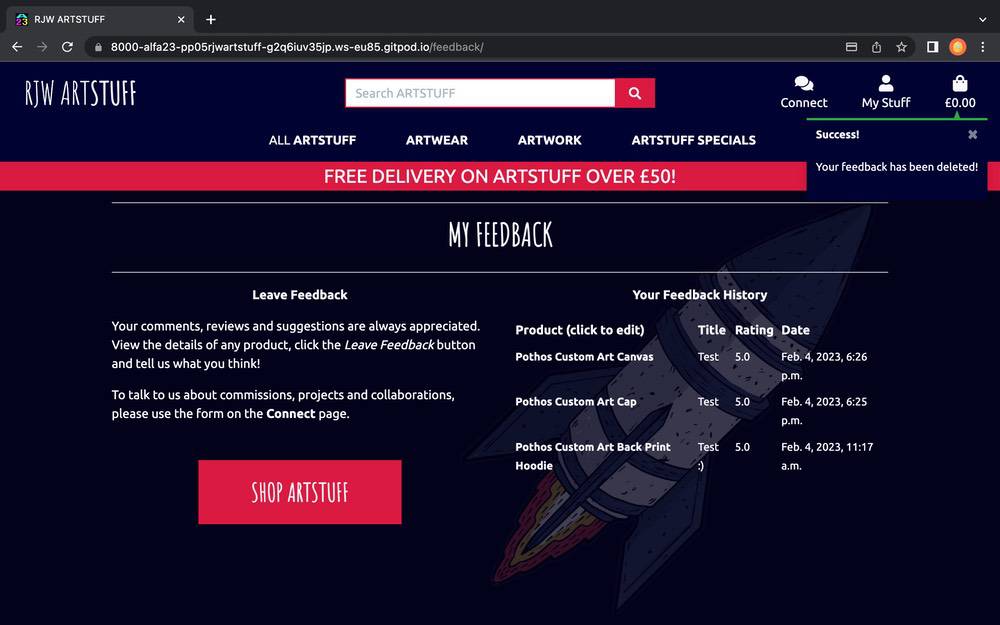 RJW ARTSTUFF
8000-alfa23-pp05rjwartstuff-g2q6iuv35jp.ws-eu85.gitpod.io/feedback/
RJW ARTSTUFF
Search ARTSTUFF
Connect
My Stuff
£0.00
ALL ARTSTUFF
ARTWEAR
ARTWORK
ARTSTUFF SPECIALS
Success!
Your feedback has been deleted!
FREE DELIVERY ON ARTSTUFF OVER £50!
MY FEEDBACK
Leave Feedback
Your comments, reviews and suggestions are always appreciated.
View the details of any product, click the Leave Feedback button
and tell us what you think!
To talk to us about commissions, projects and collaborations,
please use the form on the Connect page.
SHOP ARTSTUFF
Your Feedback History
Product (click to edit) Title Rating Date
Pothos Custom Art Canvas Test 5.0 Feb. 4, 2023, 6:26
p.m.
Pothos Custom Art Cap Test 5.0 Feb. 4, 2023, 6:25
p.m.
Pothos Custom Art Back Print Test 5.0 Feb. 4, 2023, 11:17
Hoodie :) a.m.